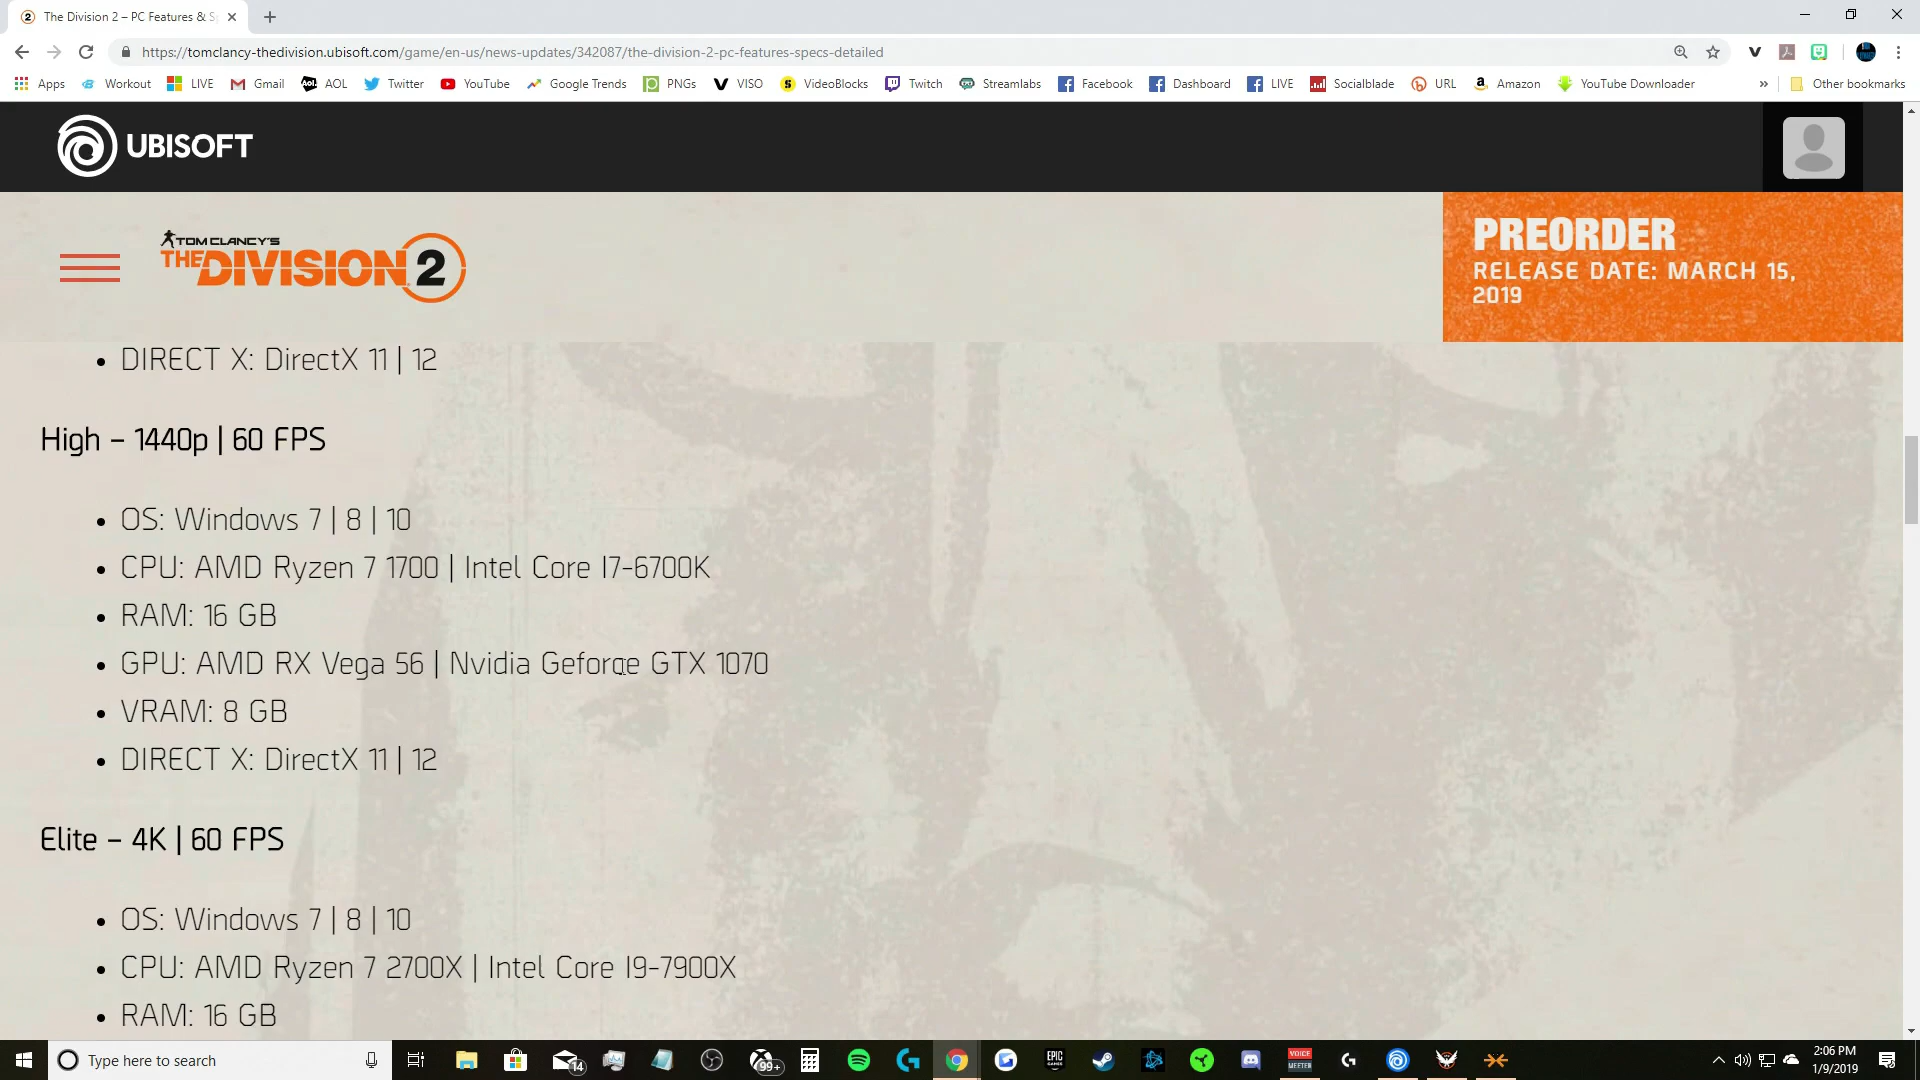 The Division 2 – PC Features & S
https://tomclancy-thedivision.ubisoft.com/game/en-us/news-updates/342087/the-division-2-pc-features-specs-detailed
Apps Workout LIVE Gmail AOL Twitter YouTube Google Trends PNGs VISO VideoBlocks Twitch Streamlabs Facebook Dashboard LIVE Socialblade URL Amazon YouTube Downloader » Other bookmarks
UBISOFT
TOM CLANCY'S
THE DIVISION 2
PREORDER
RELEASE DATE: MARCH 15,
2019
• DIRECT X: DirectX 11 | 12
High – 1440p | 60 FPS
• OS: Windows 7 | 8 | 10
• CPU: AMD Ryzen 7 1700 | Intel Core I7-6700K
• RAM: 16 GB
• GPU: AMD RX Vega 56 | Nvidia Geforce GTX 1070
• VRAM: 8 GB
• DIRECT X: DirectX 11 | 12
Elite – 4K | 60 FPS
• OS: Windows 7 | 8 | 10
• CPU: AMD Ryzen 7 2700X | Intel Core I9-7900X
• RAM: 16 GB
Type here to search
14
99+
EPIC GAMES
VOICE MEETER
2:06 PM
1/9/2019